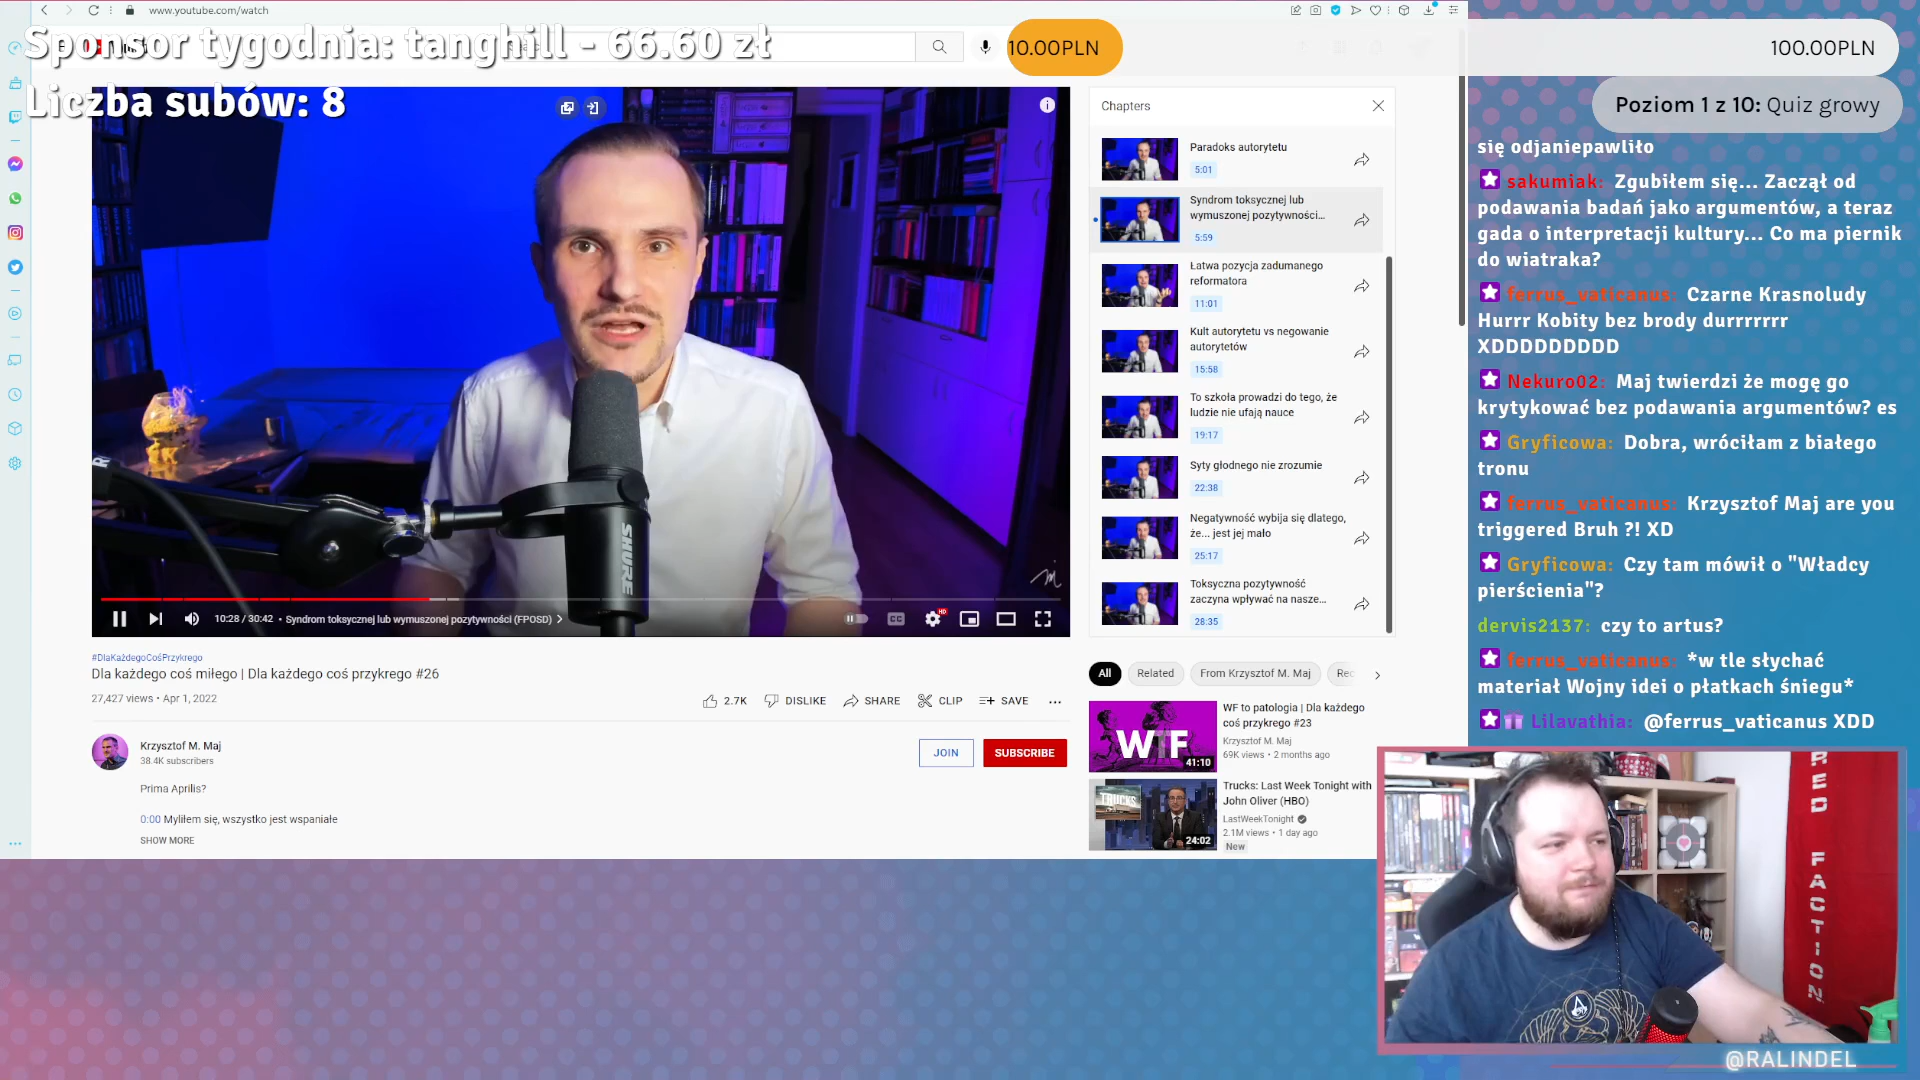 www.youtube.com/watch
Sponsor tygodnia: tanghill - 66.60 zł
Liczba subów: 8
10.00PLN
100.00PLN
Poziom 1 z 10: Quiz growy
Chapters
Paradoks autorytetu
5:01
Syndrom toksycznej lub
wymuszonej pozytywności...
5:59
Łatwa pozycja zadumanego
reformatora
11:01
Kult autorytetu vs negowanie
autorytetów
15:58
To szkoła prowadzi do tego, że
ludzie nie ufają nauce
19:17
Syty głodnego nie zrozumie
22:38
Negatywność wybija się dlatego,
że... jest jej mało
25:17
Toksyczna pozytywność
zaczyna wpływać na nasze...
28:35
SHURE
10:28 / 30:42 • Syndrom toksycznej lub wymuszonej pozytywności (FPOSD)
CC
HD
#DlaKażdegoCośPrzykrego
Dla każdego coś miłego | Dla każdego coś przykrego #26
27,427 views • Apr 1, 2022
2.7K
DISLIKE
SHARE
CLIP
SAVE
Krzysztof M. Maj
38.4K subscribers
JOIN
SUBSCRIBE
Prima Aprilis?
0:00 Myliłem się, wszystko jest wspaniałe
SHOW MORE
All
Related
From Krzysztof M. Maj
Rec
WTF
41:10
WF to patologia | Dla każdego
coś przykrego #23
Krzysztof M. Maj
69K views • 2 months ago
TRUCKS
24:02
Trucks: Last Week Tonight with
John Oliver (HBO)
LastWeekTonight
2.1M views • 1 day ago
New
się odjaniepawliło
sakumiak: Zgubiłem się... Zaczął od
podawania badań jako argumentów, a teraz
gada o interpretacji kultury... Co ma piernik
do wiatraka?
ferrus_vaticanus: Czarne Krasnoludy
Hurrr Kobity bez brody durrrrrrr
XDDDDDDDDD
Nekuro02: Maj twierdzi że mogę go
krytykować bez podawania argumentów? es
Gryficowa: Dobra, wróciłam z białego
tronu
ferrus_vaticanus: Krzysztof Maj are you
triggered Bruh ?! XD
Gryficowa: Czy tam mówił o "Władcy
pierścienia"?
dervis2137: czy to artus?
ferrus_vaticanus: *w tle słychać
materiał Wojny idei o płatkach śniegu*
Lilavathia: @ferrus_vaticanus XDD
RED FACTION
@RALINDEL